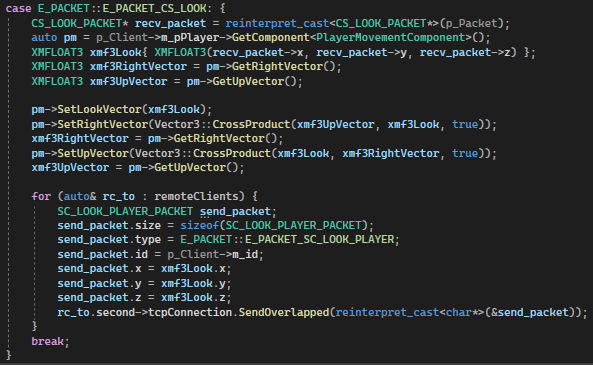 case E_PACKET::E_PACKET_CS_LOOK: {
    CS_LOOK_PACKET* recv_packet = reinterpret_cast<CS_LOOK_PACKET*>(p_Packet);
    auto pm = p_Client->m_pPlayer->GetComponent<PlayerMovementComponent>();
    XMFLOAT3 xmf3Look{ XMFLOAT3(recv_packet->x, recv_packet->y, recv_packet->z) };
    XMFLOAT3 xmf3RightVector = pm->GetRightVector();
    XMFLOAT3 xmf3UpVector = pm->GetUpVector();

    pm->SetLookVector(xmf3Look);
    pm->SetRightVector(Vector3::CrossProduct(xmf3UpVector, xmf3Look, true));
    xmf3RightVector = pm->GetRightVector();
    pm->SetUpVector(Vector3::CrossProduct(xmf3Look, xmf3RightVector, true));
    xmf3UpVector = pm->GetUpVector();

    for (auto& rc_to : remoteClients) {
        SC_LOOK_PLAYER_PACKET send_packet;
        send_packet.size = sizeof(SC_LOOK_PLAYER_PACKET);
        send_packet.type = E_PACKET::E_PACKET_SC_LOOK_PLAYER;
        send_packet.id = p_Client->m_id;
        send_packet.x = xmf3Look.x;
        send_packet.y = xmf3Look.y;
        send_packet.z = xmf3Look.z;
        rc_to.second->tcpConnection.SendOverlapped(reinterpret_cast<char*>(&send_packet));
    }
    break;
}